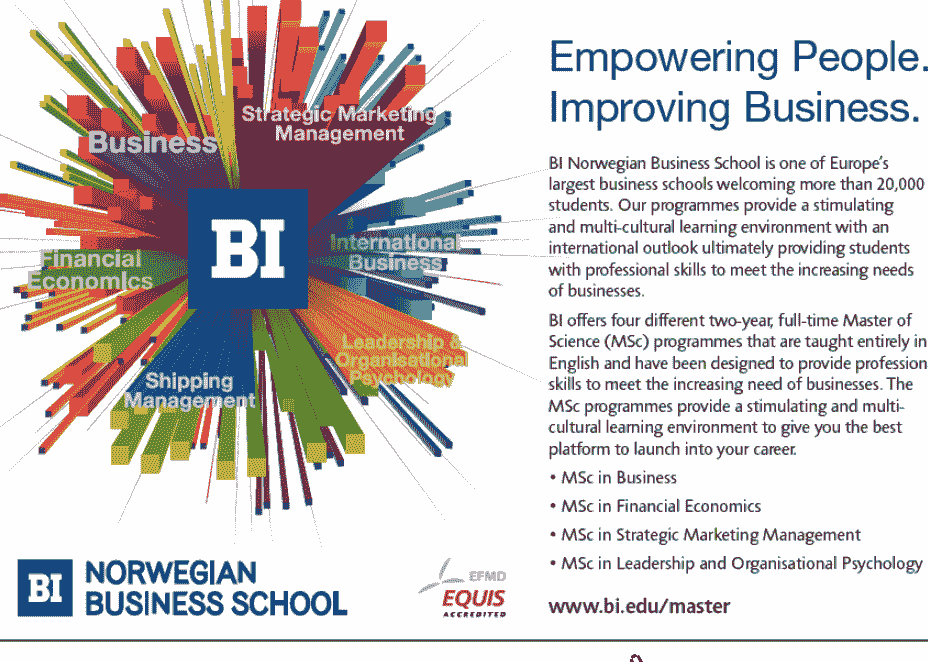 Empowering People.
Improving Business.
BI Norwegian Business School is one of Europe's
largest business schools welcoming more than 20,000
students. Our programmes provide a stimulating
and multi-cultural learning environment with an
international outlook ultimately providing students
with professional skills to meet the increasing needs
of businesses.
BI offers four different two-year, full-time Master of
Science (MSc) programmes that are taught entirely in
English and have been designed to provide profession
skills to meet the increasing need of businesses. The
MSc programmes provide a stimulating and multi-
cultural learning environment to give you the best
platform to launch into your career.
• MSc in Business
• MSc in Financial Economics
• MSc in Strategic Marketing Management
• MSc in Leadership and Organisational Psychology
www.bi.edu/master
Strategic Marketing
Management
Business
BI
International
Business
Financial
Economics
Leadership &
Organisational
Psychology
Shipping
Management
BI
NORWEGIAN
BUSINESS SCHOOL
EFMD
EQUIS
ACCREDITED